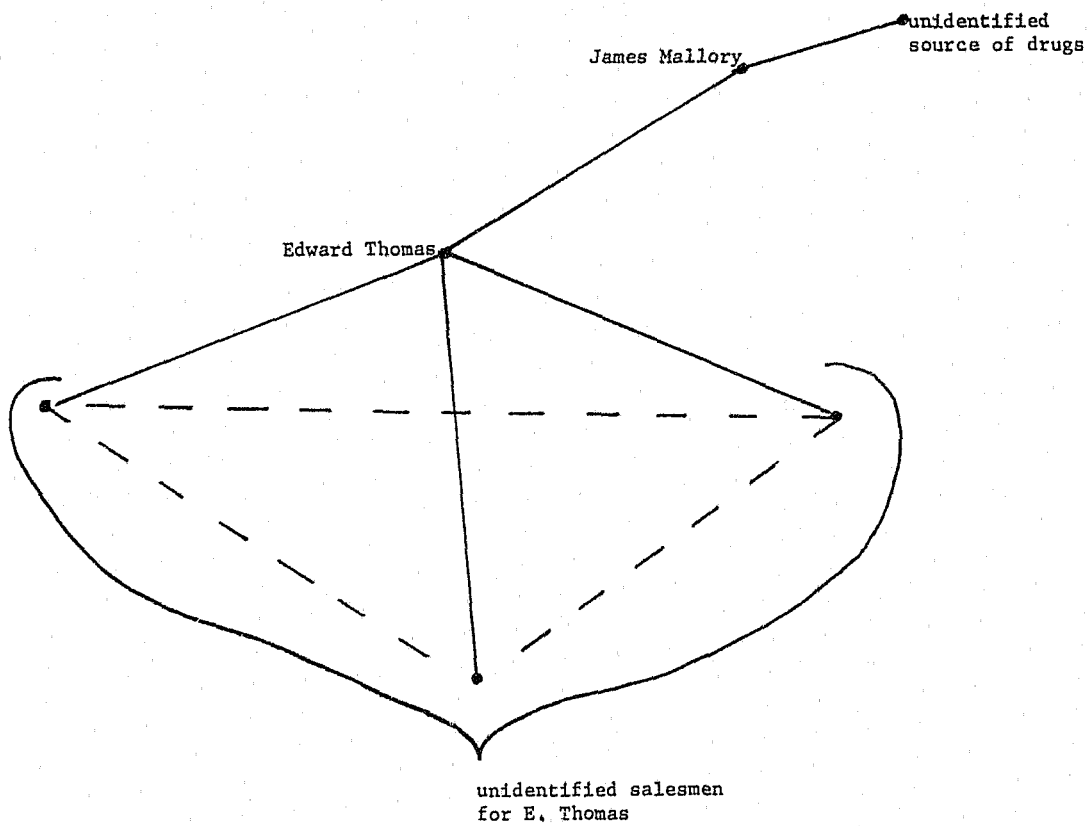 unidentified
source of drugs
James Mallory
Edward Thomas
unidentified salesmen
for E. Thomas